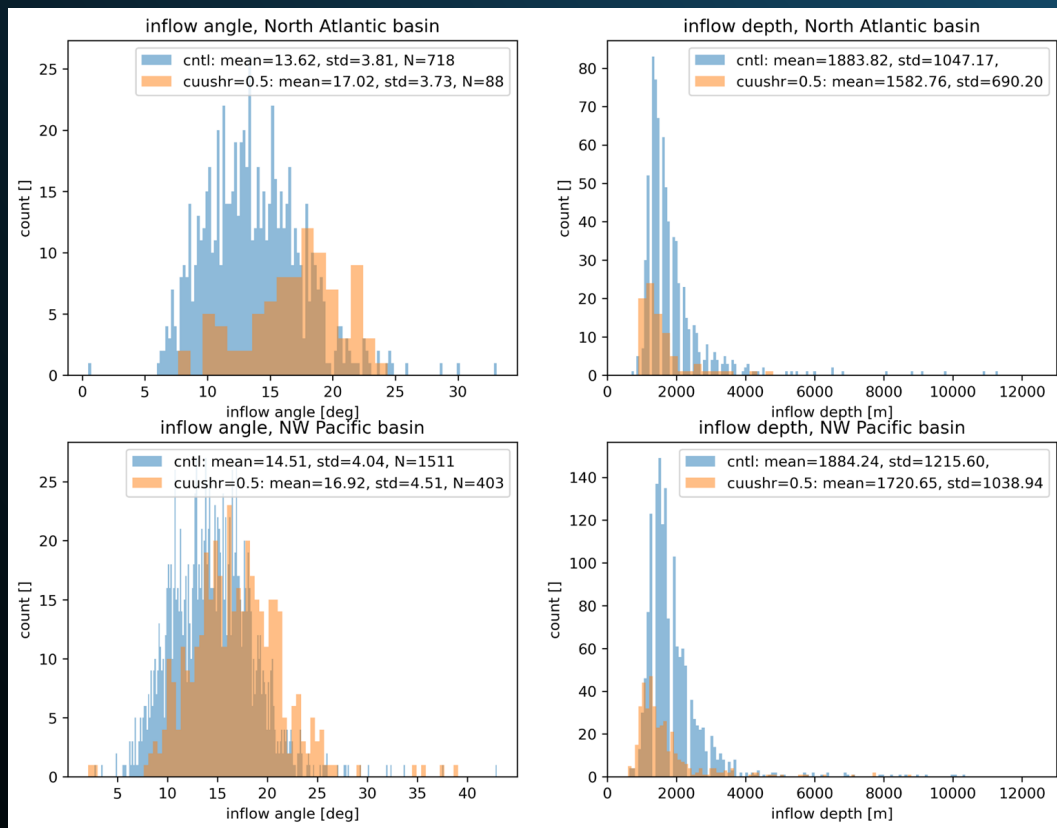 inflow angle, North Atlantic basin
cntl: mean=13.62, std=3.81, N=718
cuushr=0.5: mean=17.02, std=3.73, N=88
count []
25
20
15
10
5
0
0 5 10 15 20 25 30
inflow angle [deg]
inflow depth, North Atlantic basin
cntl: mean=1883.82, std=1047.17,
cuushr=0.5: mean=1582.76, std=690.20
count []
80
70
60
50
40
30
20
10
0
0 2000 4000 6000 8000 10000 12000
inflow depth [m]
inflow angle, NW Pacific basin
cntl: mean=14.51, std=4.04, N=1511
cuushr=0.5: mean=16.92, std=4.51, N=403
count []
25
20
15
10
5
0
5 10 15 20 25 30 35 40
inflow angle [deg]
inflow depth, NW Pacific basin
cntl: mean=1884.24, std=1215.60,
cuushr=0.5: mean=1720.65, std=1038.94
count []
140
120
100
80
60
40
20
0
0 2000 4000 6000 8000 10000 12000
inflow depth [m]